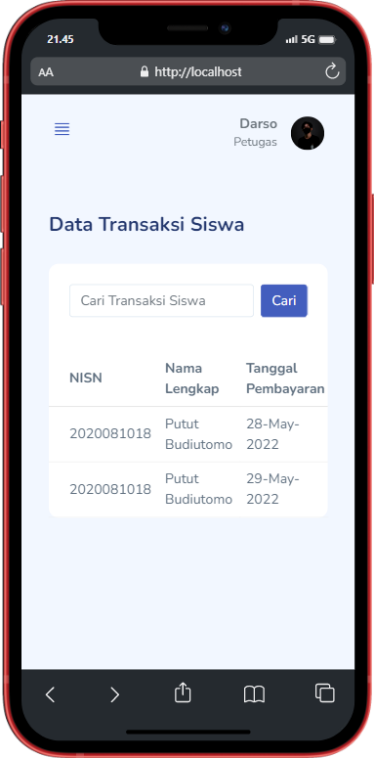 21.45
5G
AA
http://localhost
Darso
Petugas
Data Transaksi Siswa
Cari Transaksi Siswa
Cari
NISN
Nama Lengkap
Tanggal Pembayaran
2020081018
Putut Budiutomo
28-May-2022
2020081018
Putut Budiutomo
29-May-2022